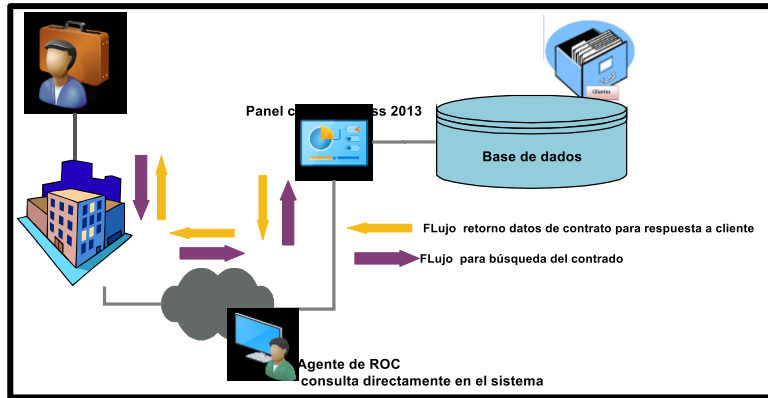 Panel c ss 2013
Clientes
Base de dados
FLujo retorno datos de contrato para respuesta a cliente
FLujo para búsqueda del contrado
Agente de ROC
consulta directamente en el sistema